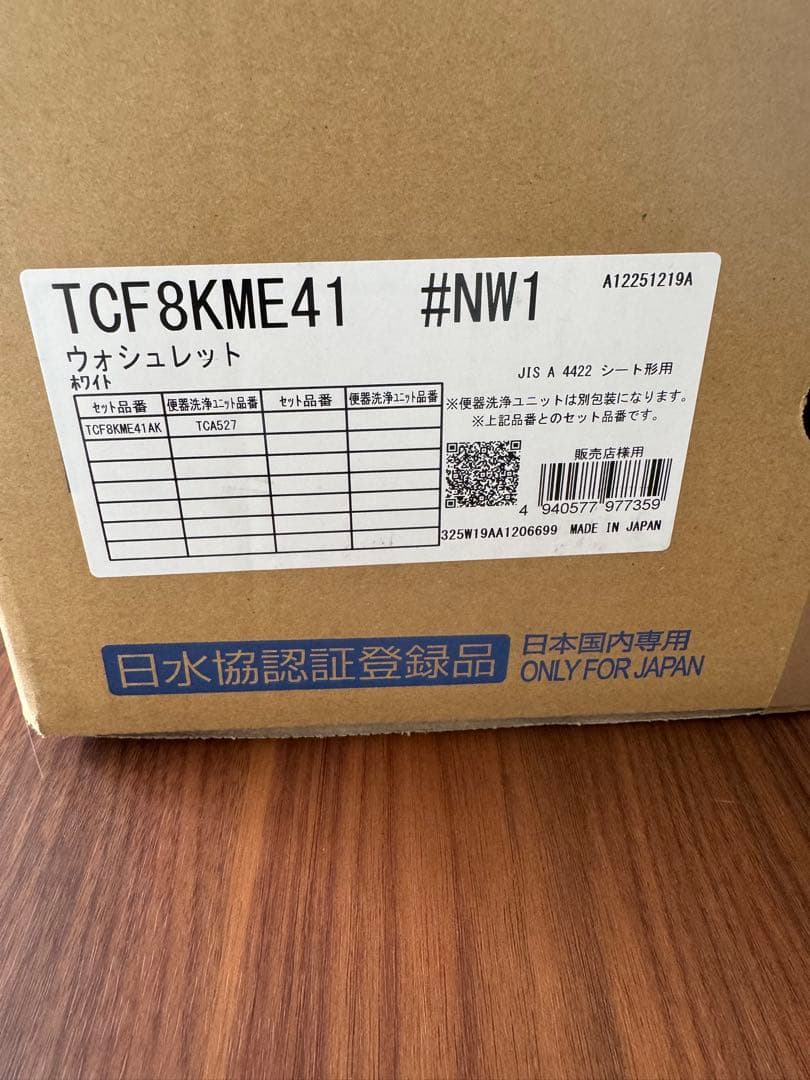 TCF8KME41 #NW1 A12251219A
ウォシュレット
ホワイト
JIS A 4422 シート形用
セット品番 便器洗浄ユニット品番 セット品番 便器洗浄ユニット品番
TCF8KME41AK TCA527
※便器洗浄ユニットは別包装になります。
※上記品番とのセット品番です。
販売店様用
4 940577 977359
325W19AA1206699 MADE IN JAPAN
日水協認証登録品
日本国内専用
ONLY FOR JAPAN